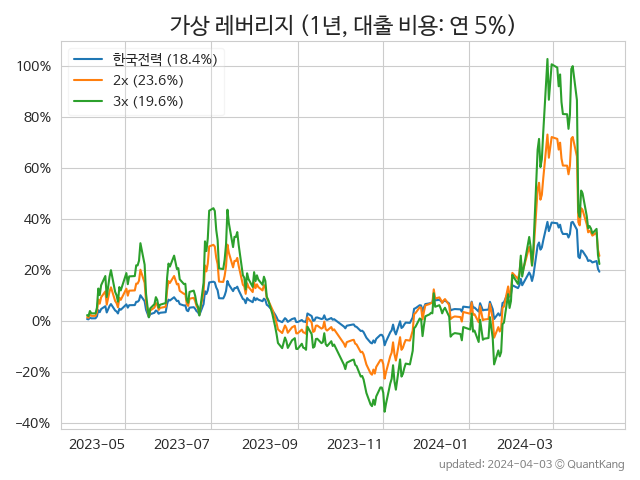 가상 레버리지 (1년, 대출 비용: 연 5%)
한국전력 (18.4%)
2x (23.6%)
3x (19.6%)
100%
80%
60%
40%
20%
0%
−20%
−40%
2023-05 2023-07 2023-09 2023-11 2024-01 2024-03
updated: 2024-04-03 © QuantKang